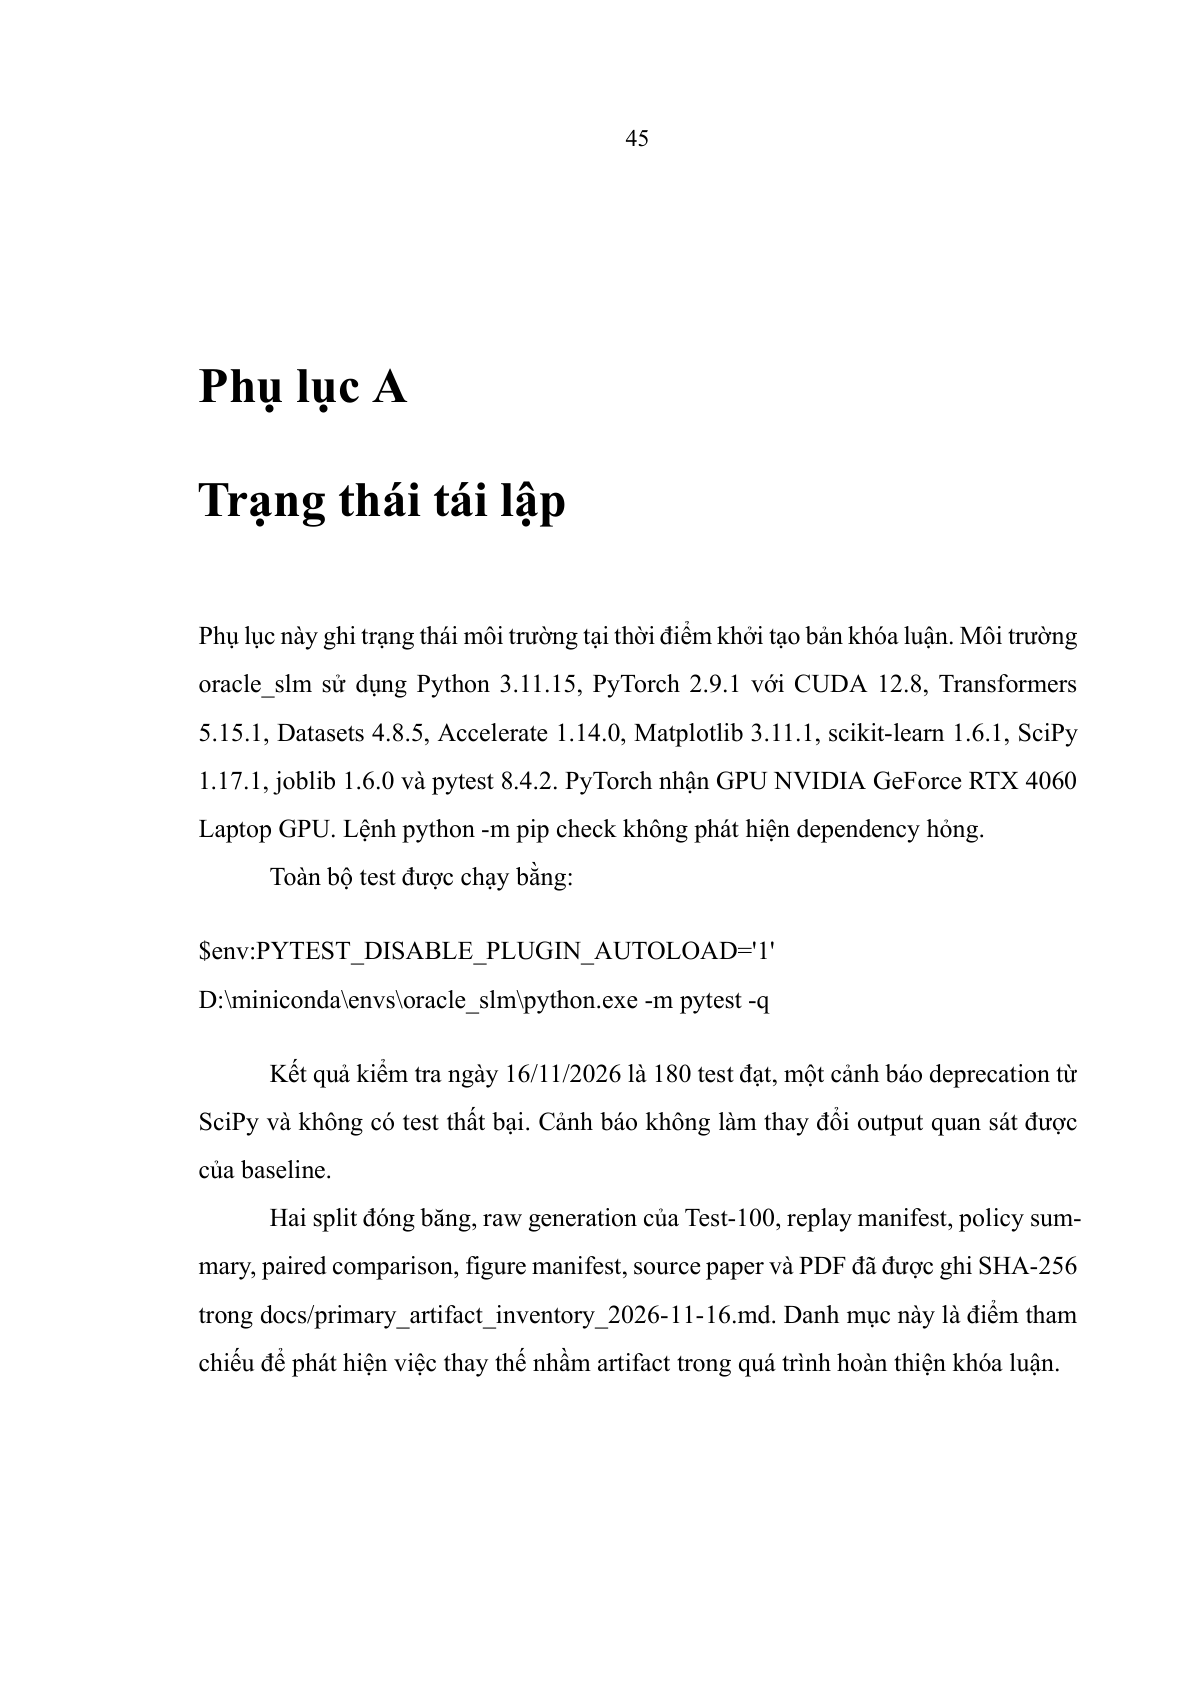 45
Phụ lục A
Trạng thái tái lập
Phụ lục này ghi trạng thái môi trường tại thời điểm khởi tạo bản khóa luận. Môi trường
oracle_slm sử dụng Python 3.11.15, PyTorch 2.9.1 với CUDA 12.8, Transformers
5.15.1, Datasets 4.8.5, Accelerate 1.14.0, Matplotlib 3.11.1, scikit-learn 1.6.1, SciPy
1.17.1, joblib 1.6.0 và pytest 8.4.2. PyTorch nhận GPU NVIDIA GeForce RTX 4060
Laptop GPU. Lệnh python -m pip check không phát hiện dependency hỏng.
Toàn bộ test được chạy bằng:
$env:PYTEST_DISABLE_PLUGIN_AUTOLOAD='1'
D:\miniconda\envs\oracle_slm\python.exe -m pytest -q
Kết quả kiểm tra ngày 16/11/2026 là 180 test đạt, một cảnh báo deprecation từ
SciPy và không có test thất bại. Cảnh báo không làm thay đổi output quan sát được
của baseline.
Hai split đóng băng, raw generation của Test-100, replay manifest, policy sum-
mary, paired comparison, figure manifest, source paper và PDF đã được ghi SHA-256
trong docs/primary_artifact_inventory_2026-11-16.md. Danh mục này là điểm tham
chiếu để phát hiện việc thay thế nhầm artifact trong quá trình hoàn thiện khóa luận.